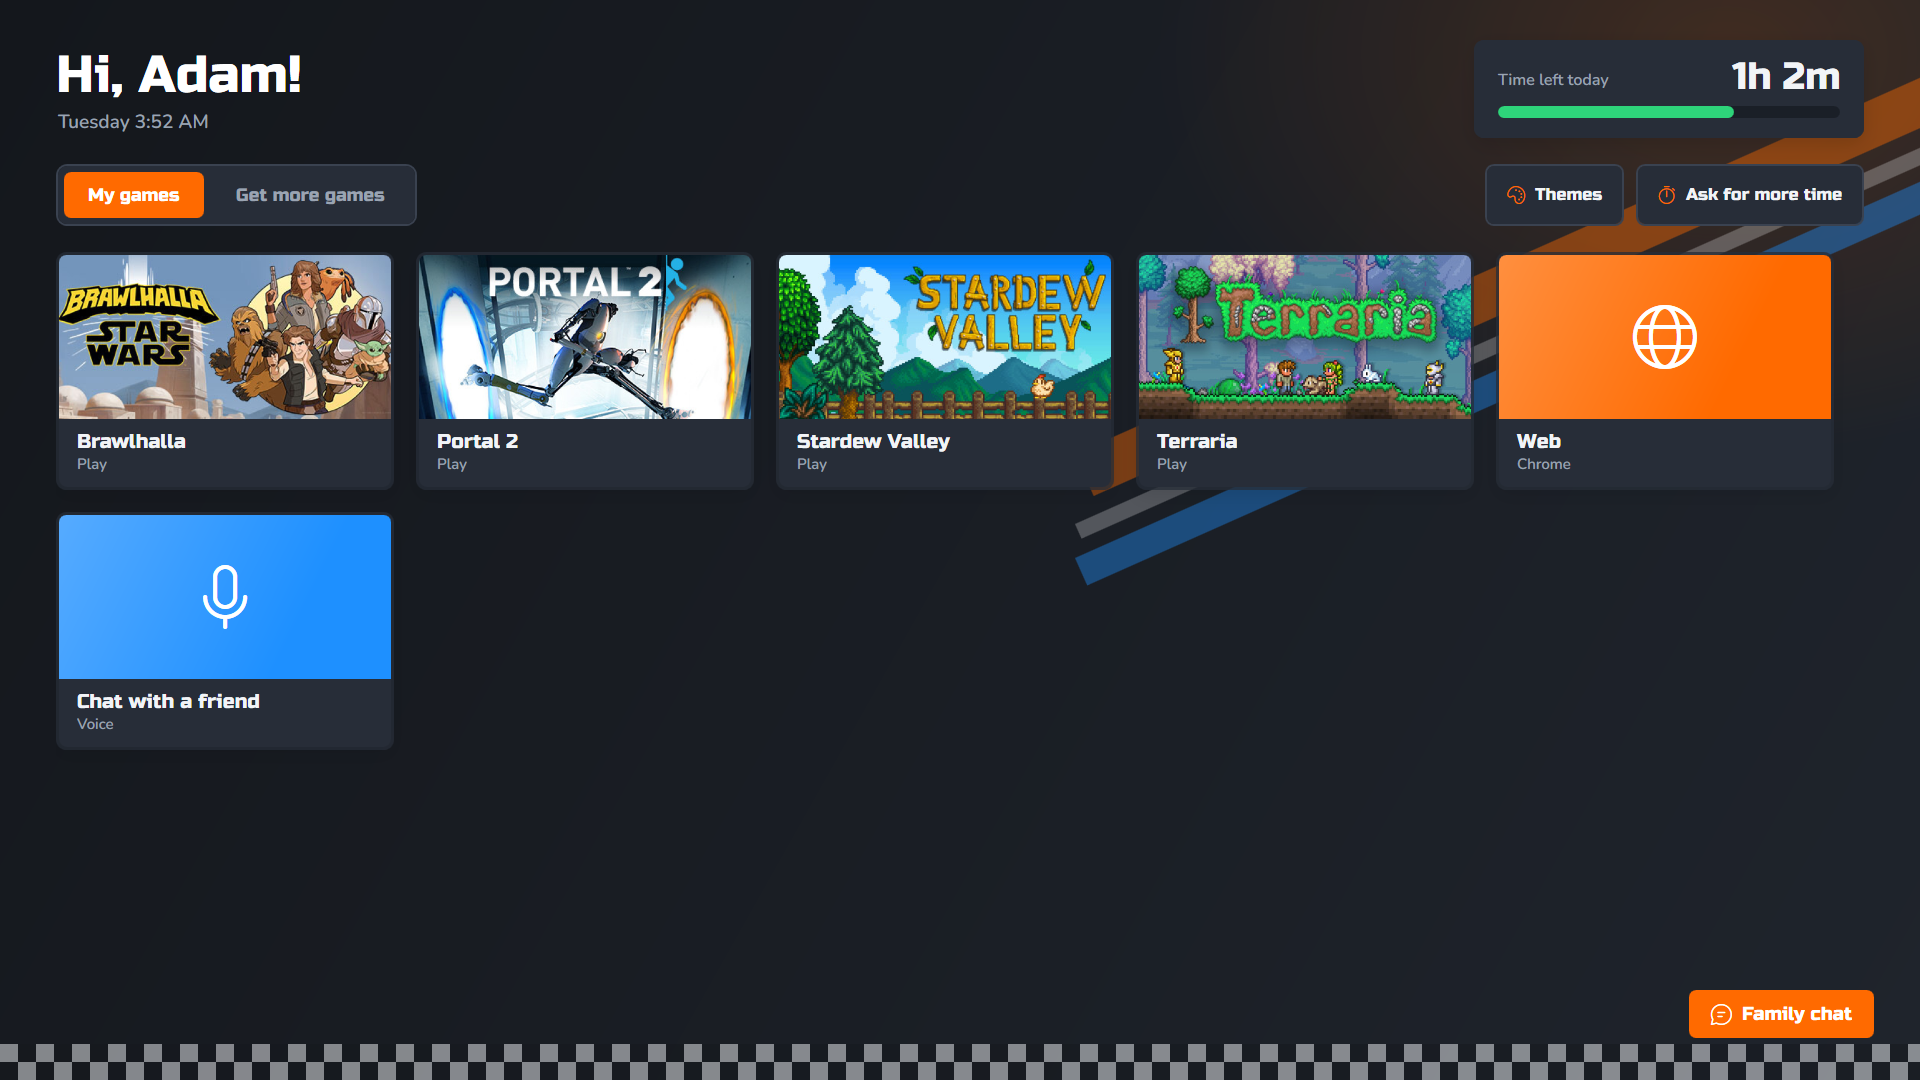 Hi, Adam!
Tuesday 3:52 AM
Time left today
1h 2m
My games
Get more games
Themes
Ask for more time
BRAWLHALLA
STAR
WARS
Brawlhalla
Play
PORTAL 2
Portal 2
Play
STARDEW
VALLEY
Stardew Valley
Play
Terraria
Terraria
Play
Web
Chrome
Chat with a friend
Voice
Family chat